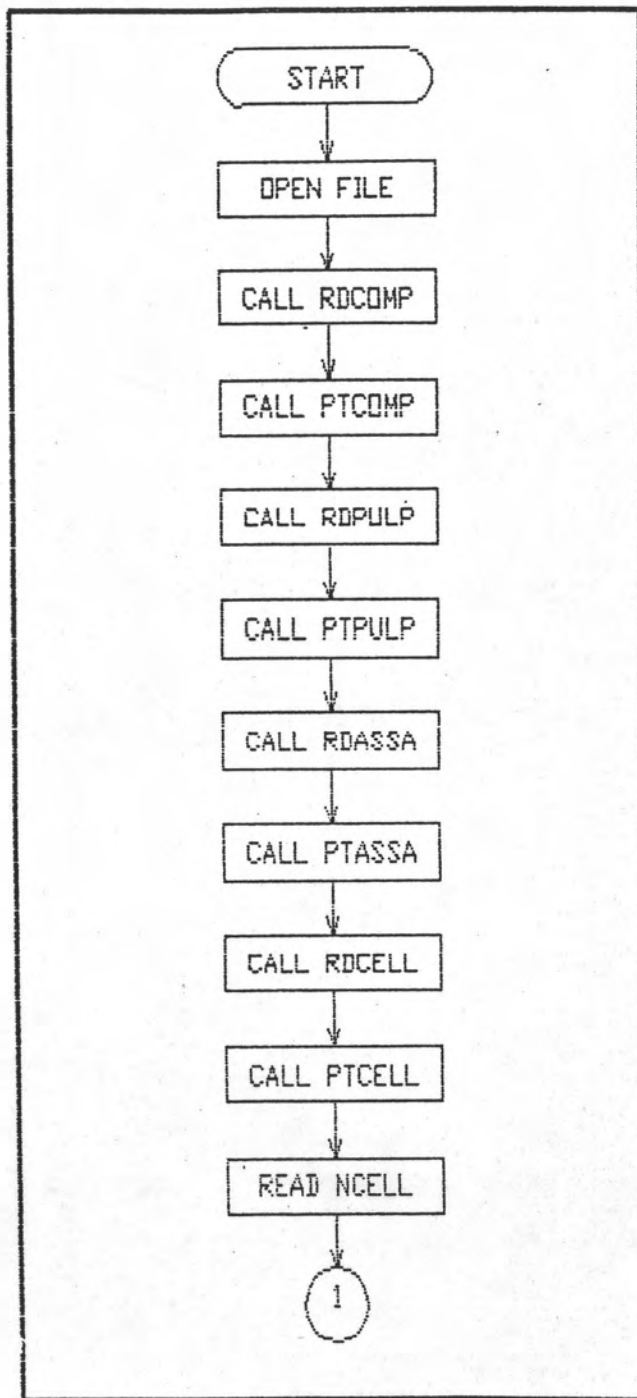 START
OPEN FILE
CALL RDCOMP
CALL PTCOMP
CALL RDPULP
CALL PTPULP
CALL RDASSA
CALL PTASSA
CALL RDCELL
CALL PTCELL
READ NCELL
1